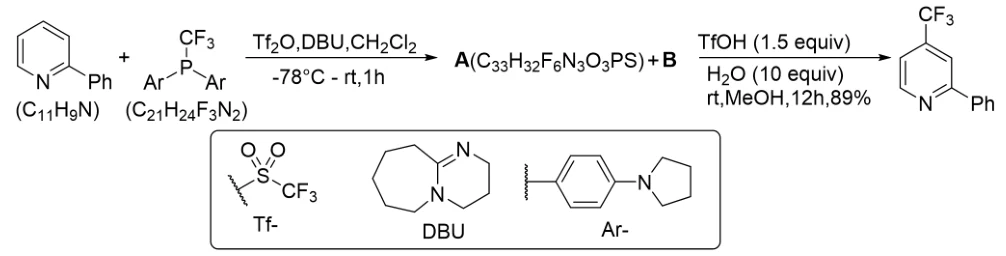 N Ph
(C₁₁H₉N)
+
CF₃
P
Ar Ar
(C₂₁H₂₄F₃N₂)
Tf₂O,DBU,CH₂Cl₂
-78°C - rt,1h
A(C₃₃H₃₂F₆N₃O₃PS) + B
TfOH (1.5 equiv)
H₂O (10 equiv)
rt,MeOH,12h,89%
CF₃
N Ph
O O
S
CF₃
Tf-
N
N
DBU
N
Ar-